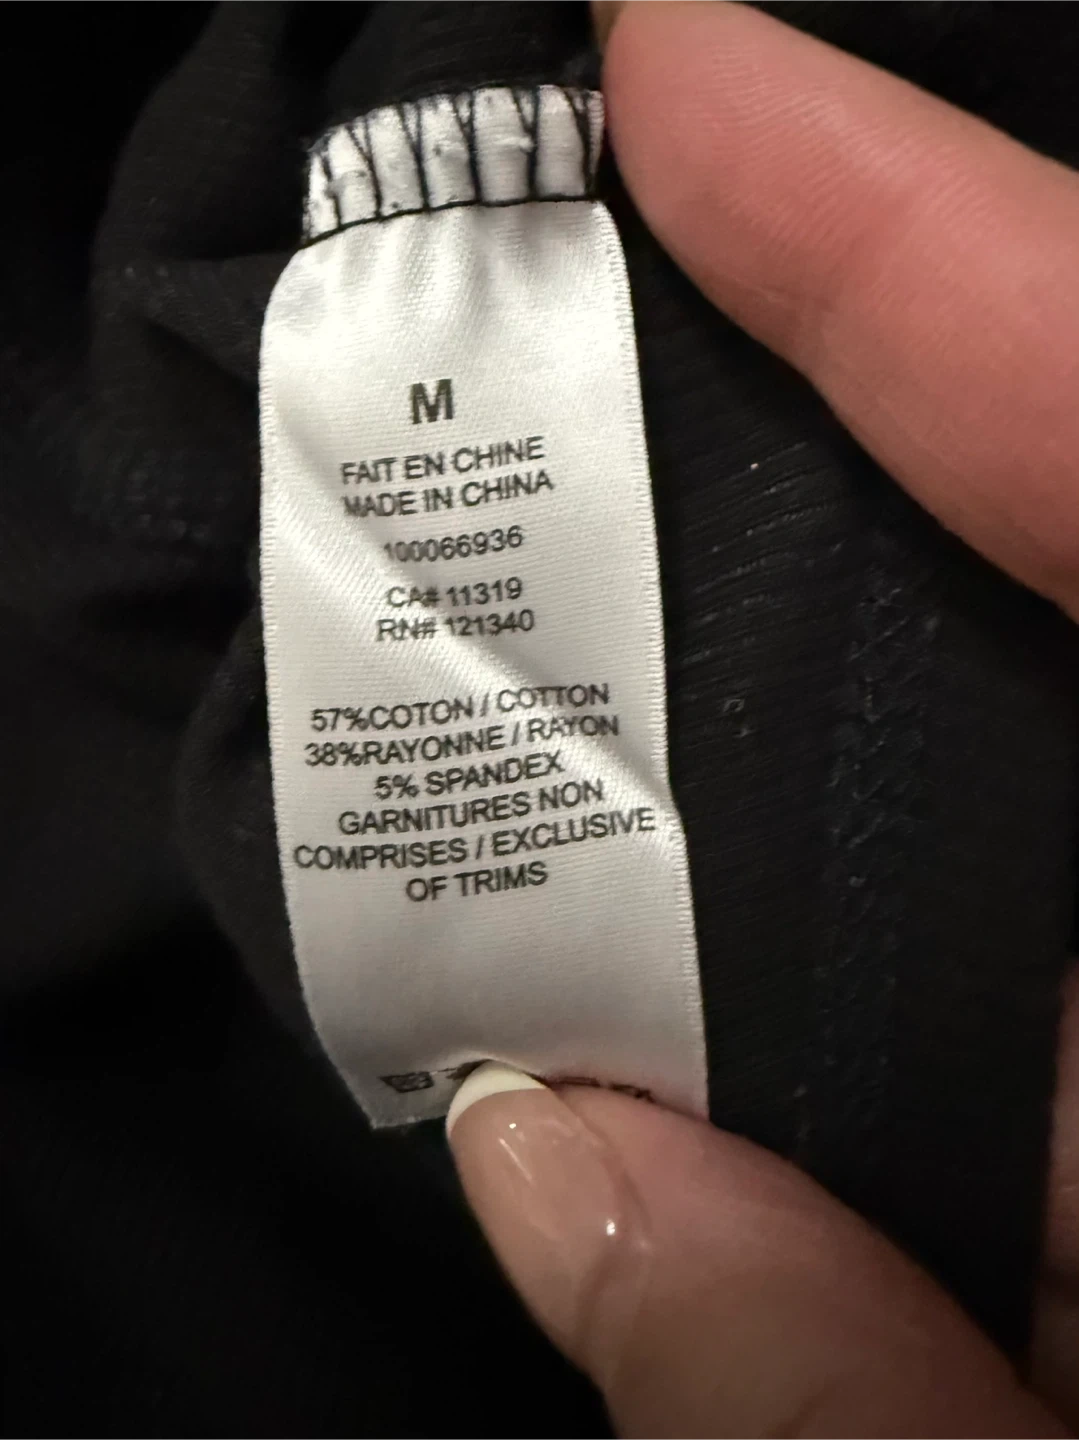 M
FAIT EN CHINE
MADE IN CHINA
100066936
CA# 11319
RN# 121340
57%COTON / COTTON
38%RAYONNE / RAYON
5% SPANDEX
GARNITURES NON
COMPRISES / EXCLUSIVE
OF TRIMS